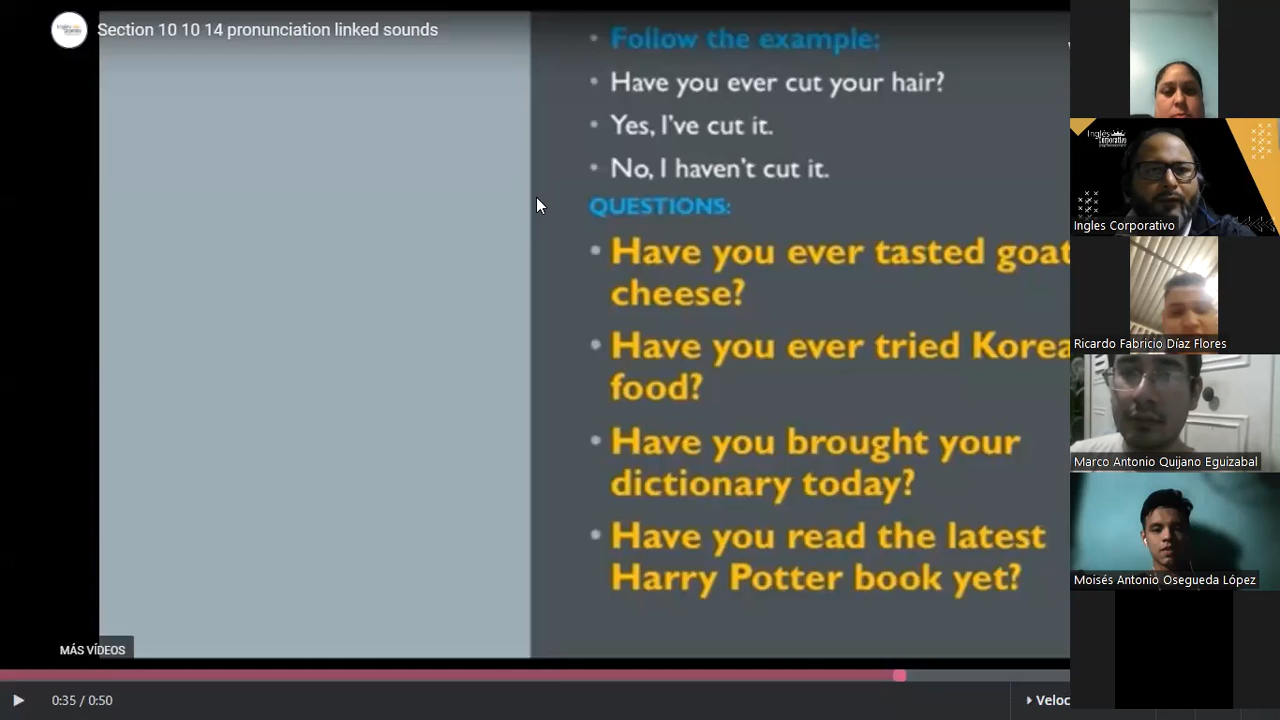 Section 10 10 14 pronunciation linked sounds
Follow the example:
Have you ever cut your hair?
Yes, I've cut it.
No, I haven't cut it.
QUESTIONS:
Have you ever tasted goat
cheese?
Have you ever tried Korea
food?
Have you brought your
dictionary today?
Have you read the latest
Harry Potter book yet?
MÁS VÍDEOS
0:35 / 0:50
Veloc
Inglés
Corporativo
Ingles Corporativo
Ricardo Fabricio Díaz Flores
Marco Antonio Quijano Eguizabal
Moisés Antonio Osegueda López